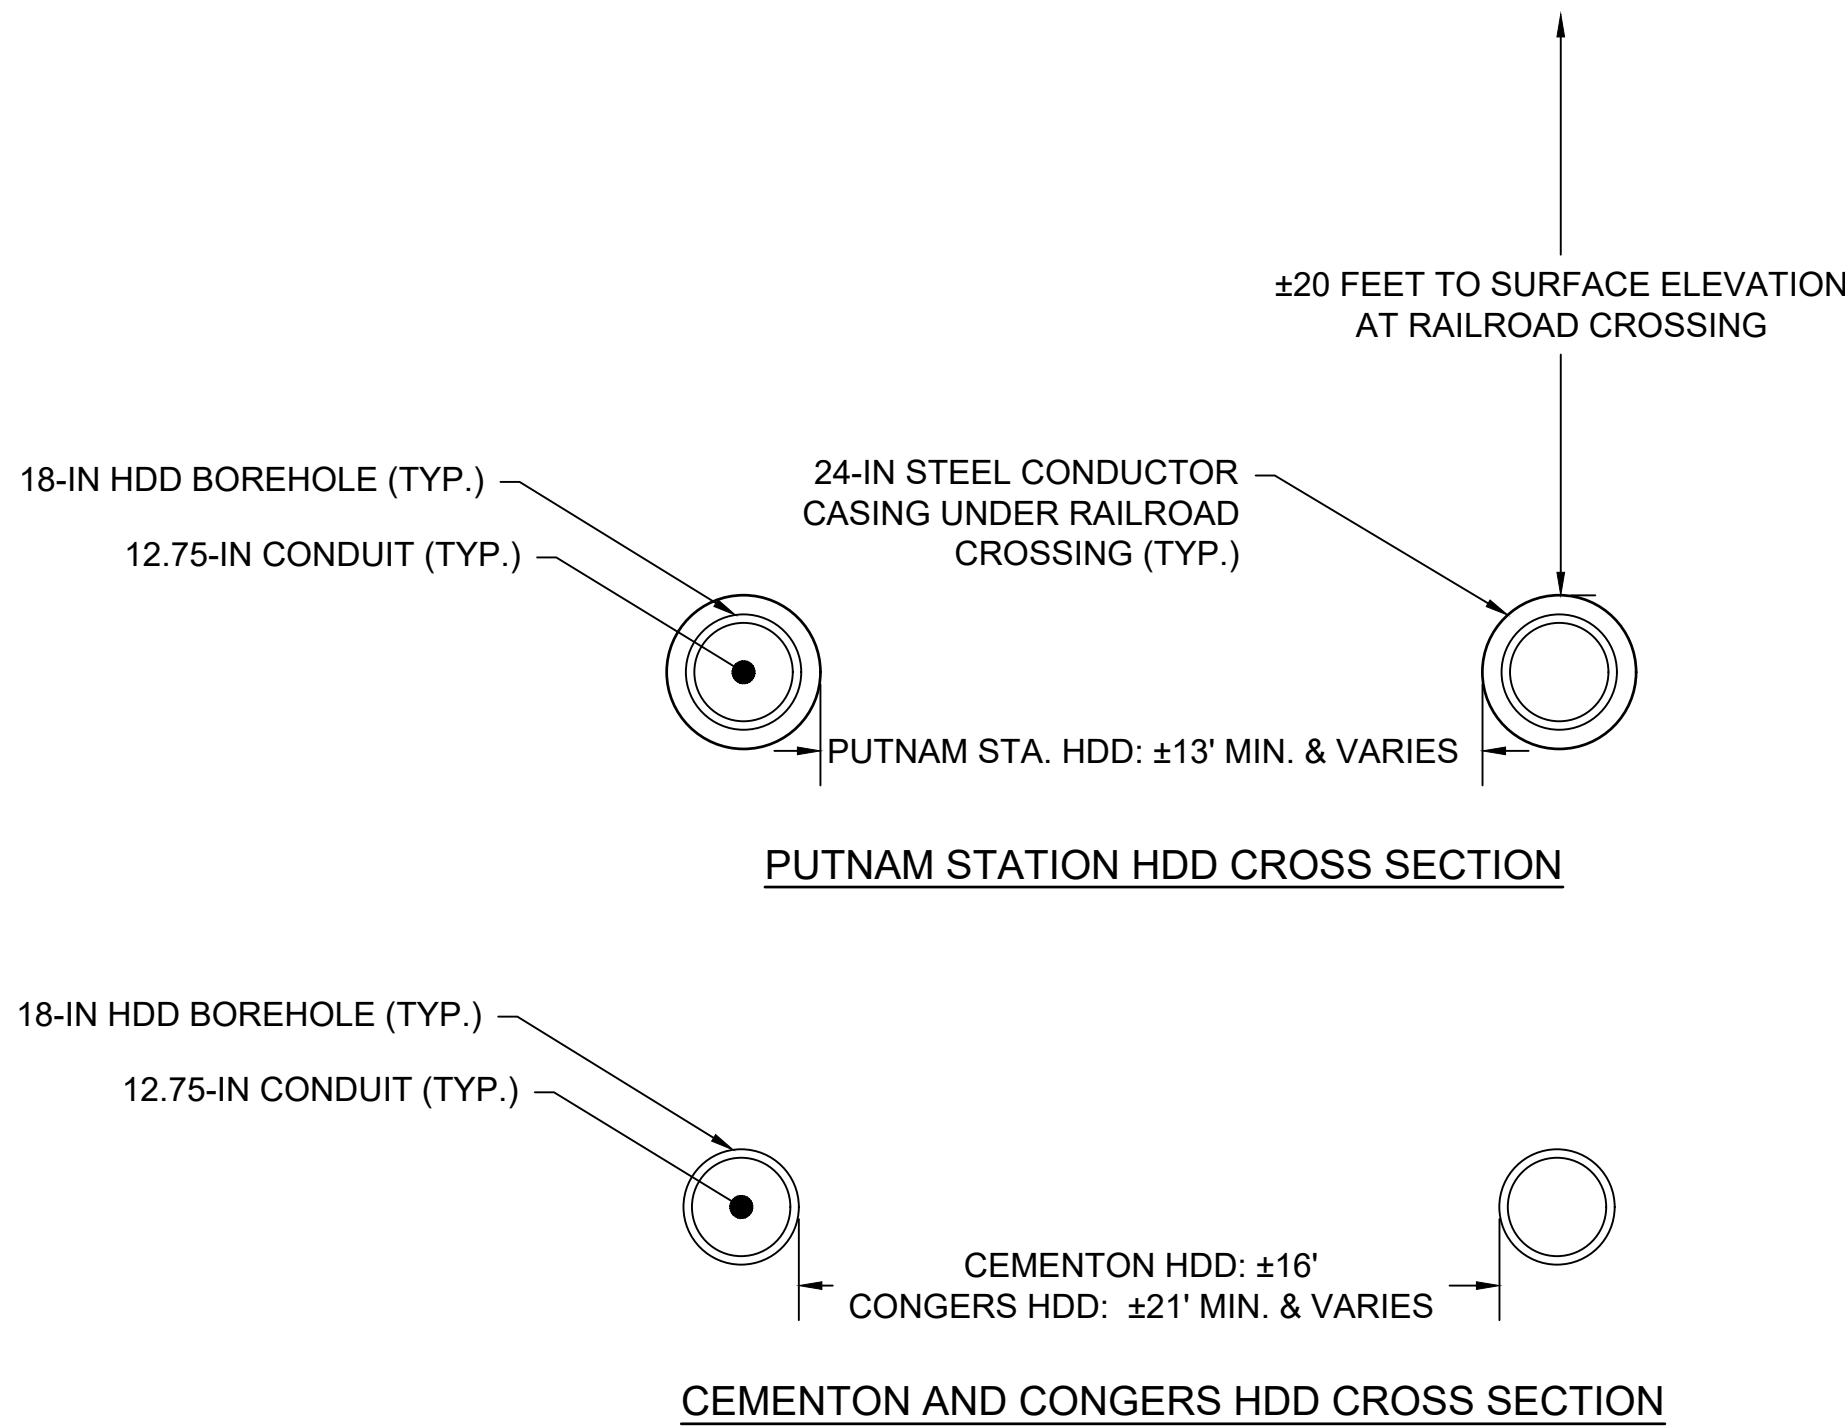 ±20 FEET TO SURFACE ELEVATION
AT RAILROAD CROSSING
18-IN HDD BOREHOLE (TYP.)
12.75-IN CONDUIT (TYP.)
24-IN STEEL CONDUCTOR
CASING UNDER RAILROAD
CROSSING (TYP.)
PUTNAM STA. HDD: ±13' MIN. & VARIES
PUTNAM STATION HDD CROSS SECTION
18-IN HDD BOREHOLE (TYP.)
12.75-IN CONDUIT (TYP.)
CEMENTON HDD: ±16'
CONGERS HDD: ±21' MIN. & VARIES
CEMENTON AND CONGERS HDD CROSS SECTION